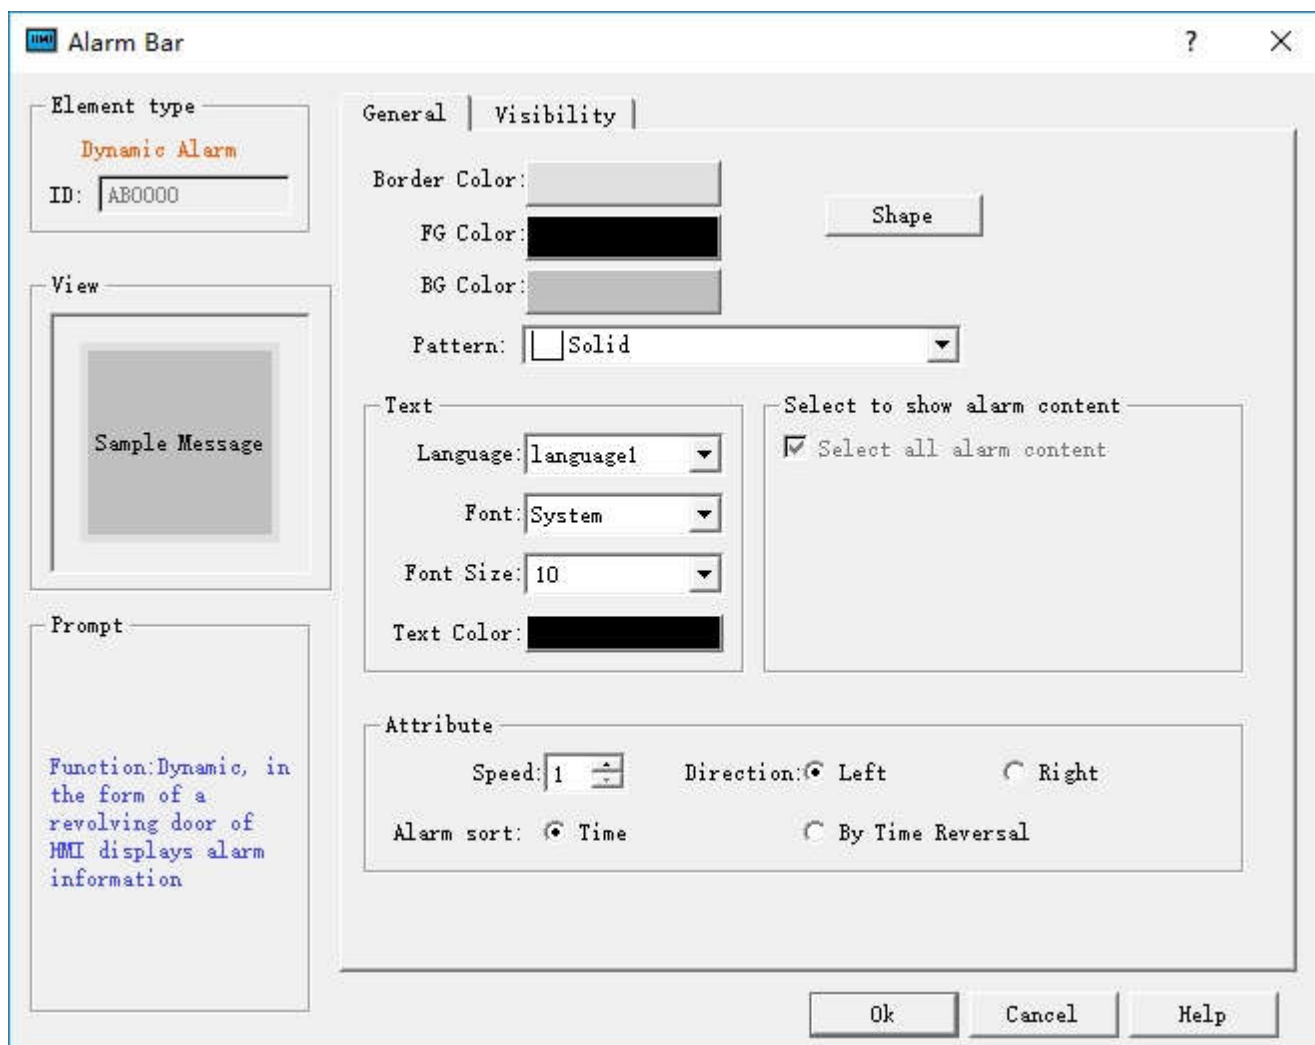 Alarm Bar
Element type
Dynamic Alarm
ID: AB0000
View
Sample Message
Prompt
Function:Dynamic, in
the form of a
revolving door of
HMI displays alarm
information
General
Visibility
Border Color:
Shape
FG Color:
BG Color:
Pattern: Solid
Text
Language: language1
Font: System
Font Size: 10
Text Color:
Select to show alarm content
Select all alarm content
Attribute
Speed: 1 Direction: Left Right
Alarm sort: Time By Time Reversal
Ok Cancel Help